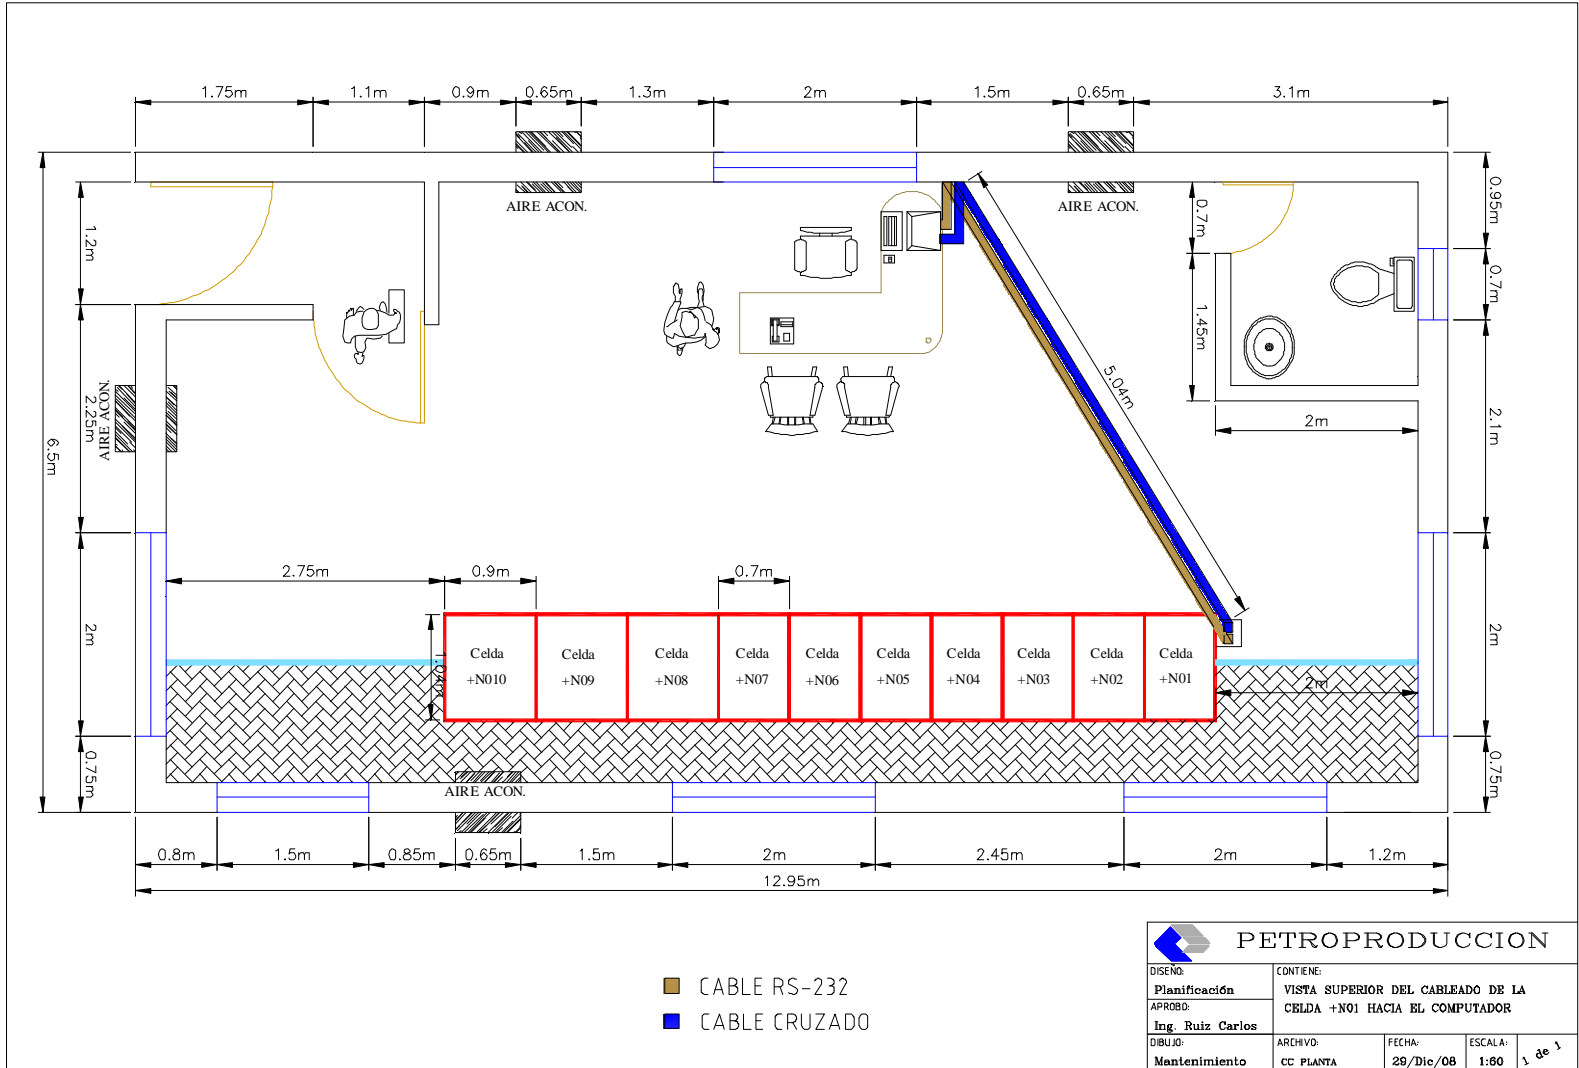 1.75m 1.1m 0.9m 0.65m 1.3m 2m 1.5m 0.65m 3.1m
AIRE ACON.
AIRE ACON.
0.95m
0.7m
1.2m
0.7m
1.45m
AIRE ACON.
2.25m
6.5m
5.04m
2m
2.1m
2.75m
0.9m
0.7m
2m
2m
1.04m
Celda Celda Celda Celda Celda Celda Celda Celda Celda Celda
+N010 +N09 +N08 +N07 +N06 +N05 +N04 +N03 +N02 +N01
2m
0.75m
0.75m
AIRE ACON.
0.8m 1.5m 0.85m 0.65m 1.5m 2m 2.45m 2m 1.2m
12.95m
CABLE RS-232
CABLE CRUZADO
PETROPRODUCCION
DISEÑO:
Planificación
APROBO:
Ing. Ruiz Carlos
DIBUJO:
Mantenimiento
CONTIENE:
VISTA SUPERIOR DEL CABLEADO DE LA
CELDA +N01 HACIA EL COMPUTADOR
ARCHIVO:
CC PLANTA
FECHA:
29/Dic/08
ESCALA:
1:60
1 de 1